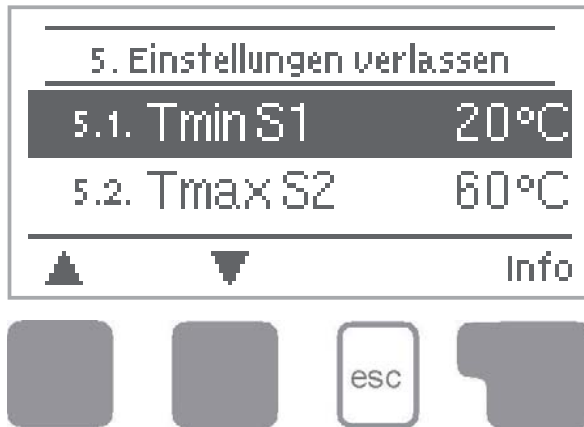 5. Einstellungen verlassen
5.1. Tmin S1 20°C
5.2. Tmax S2 60°C
▲ ▼ Info
esc